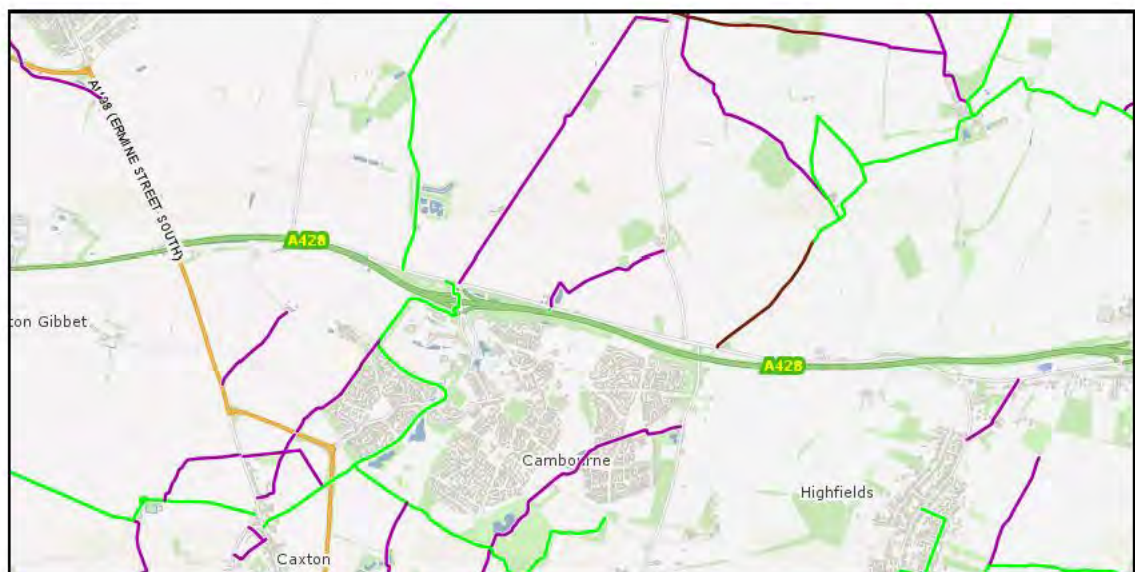 A1198 (ERMINE STREET SOUTH)
A428
ton Gibbet
A428
Cambourne
Highfields
Caxton